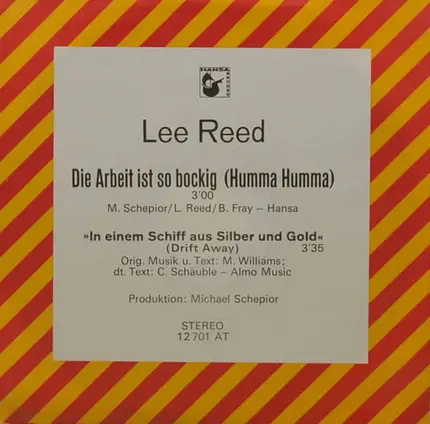 HANSA
RECORD
Lee Reed
Die Arbeit ist so bockig (Humma Humma)
3'00
M. Schepior/L. Reed/B. Fray – Hansa
»In einem Schiff aus Silber und Gold«
(Drift Away) 3'35
Orig. Musik u. Text: M. Williams;
dt. Text: C. Schäuble – Almo Music
Produktion: Michael Schepior
STEREO
12 701 AT